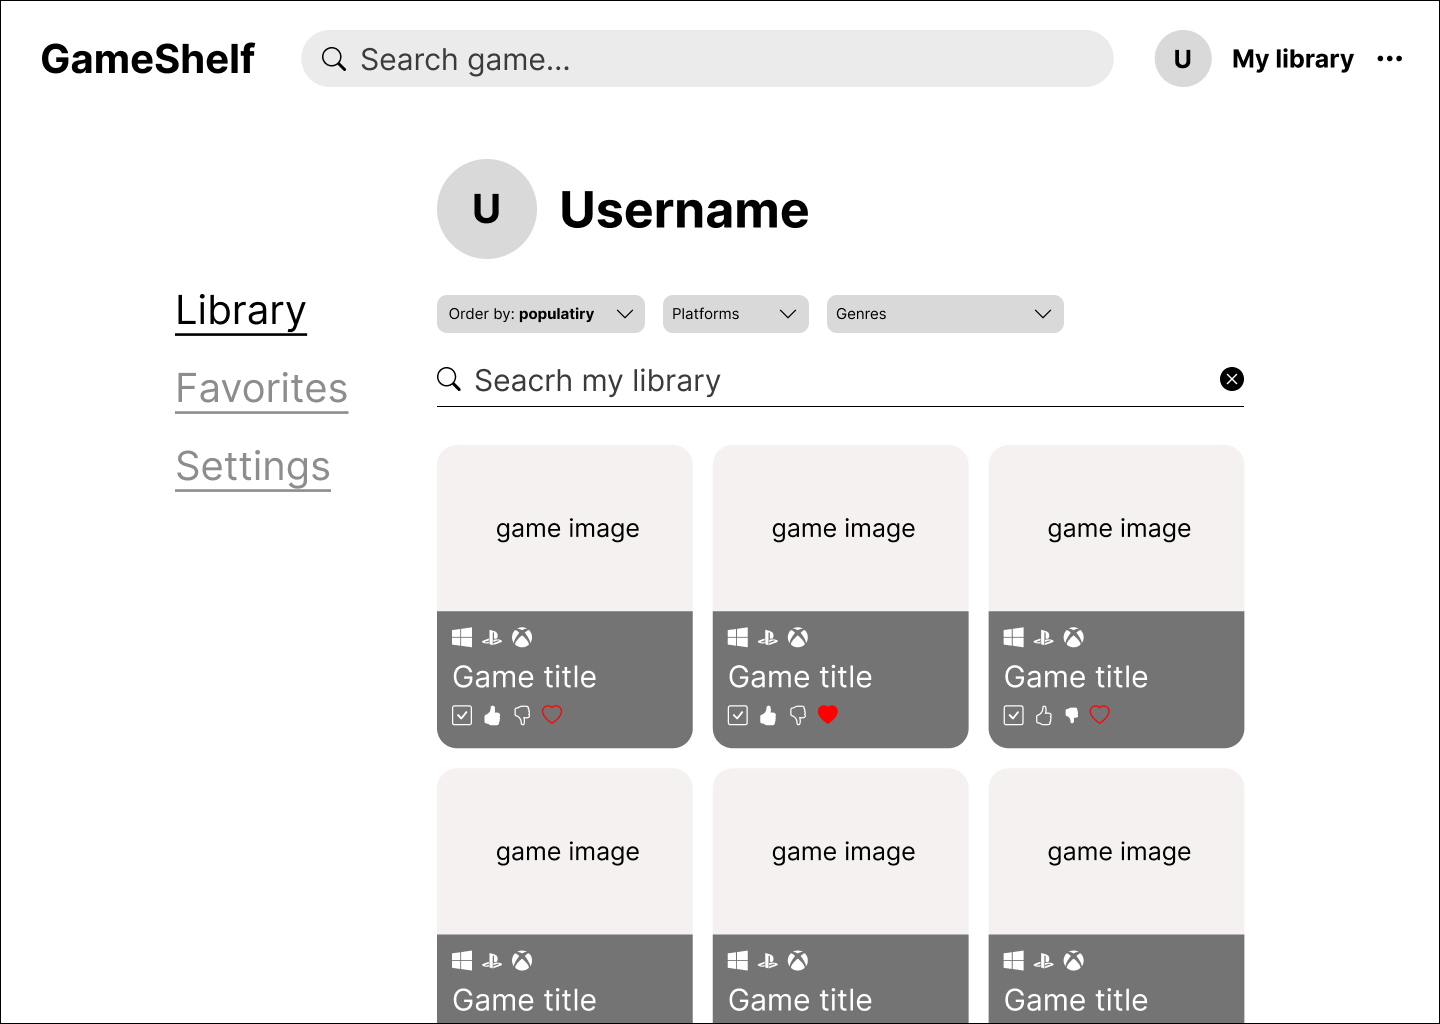 GameShelf
Search game...
U
My library
U
Username
Library
Favorites
Settings
Order by: populatiry
Platforms
Genres
Seacrh my library
game image
game image
game image
Game title
Game title
Game title
game image
game image
game image
Game title
Game title
Game title